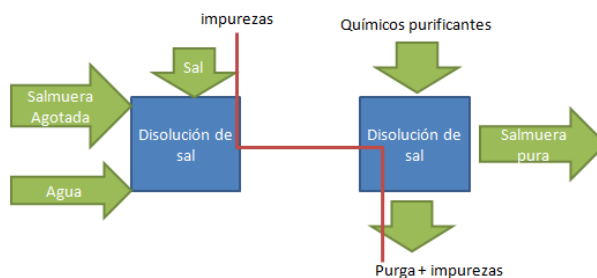 impurezas
Químicos purificantes
Sal
Salmuera
Agotada
Disolución de
sal
Disolución de
sal
Salmuera
pura
Agua
Purga + impurezas